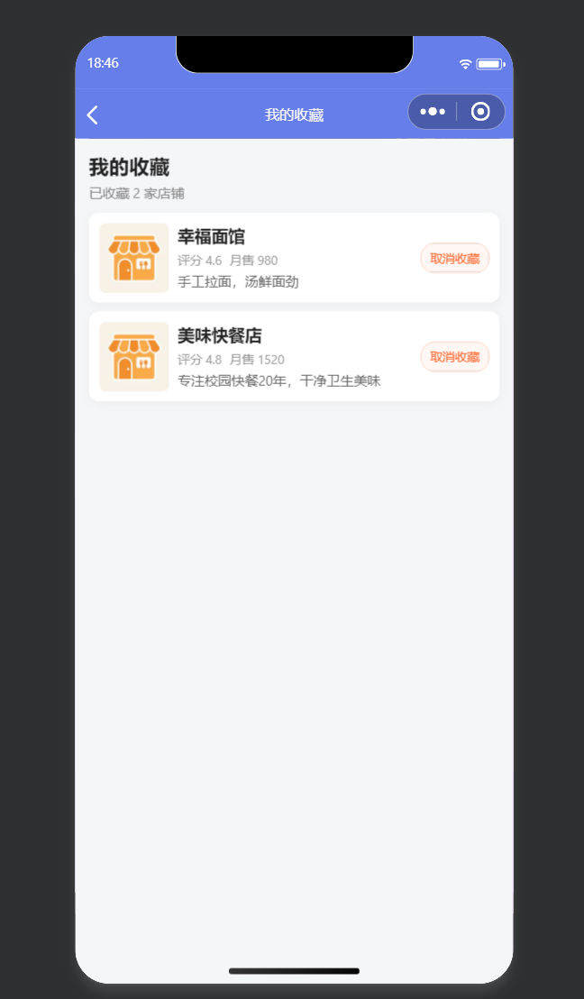 18:46
我的收藏
我的收藏
已收藏 2 家店铺
幸福面馆
评分 4.6 月售 980
手工拉面，汤鲜面劲
取消收藏
美味快餐店
评分 4.8 月售 1520
专注校园快餐20年，干净卫生美味
取消收藏